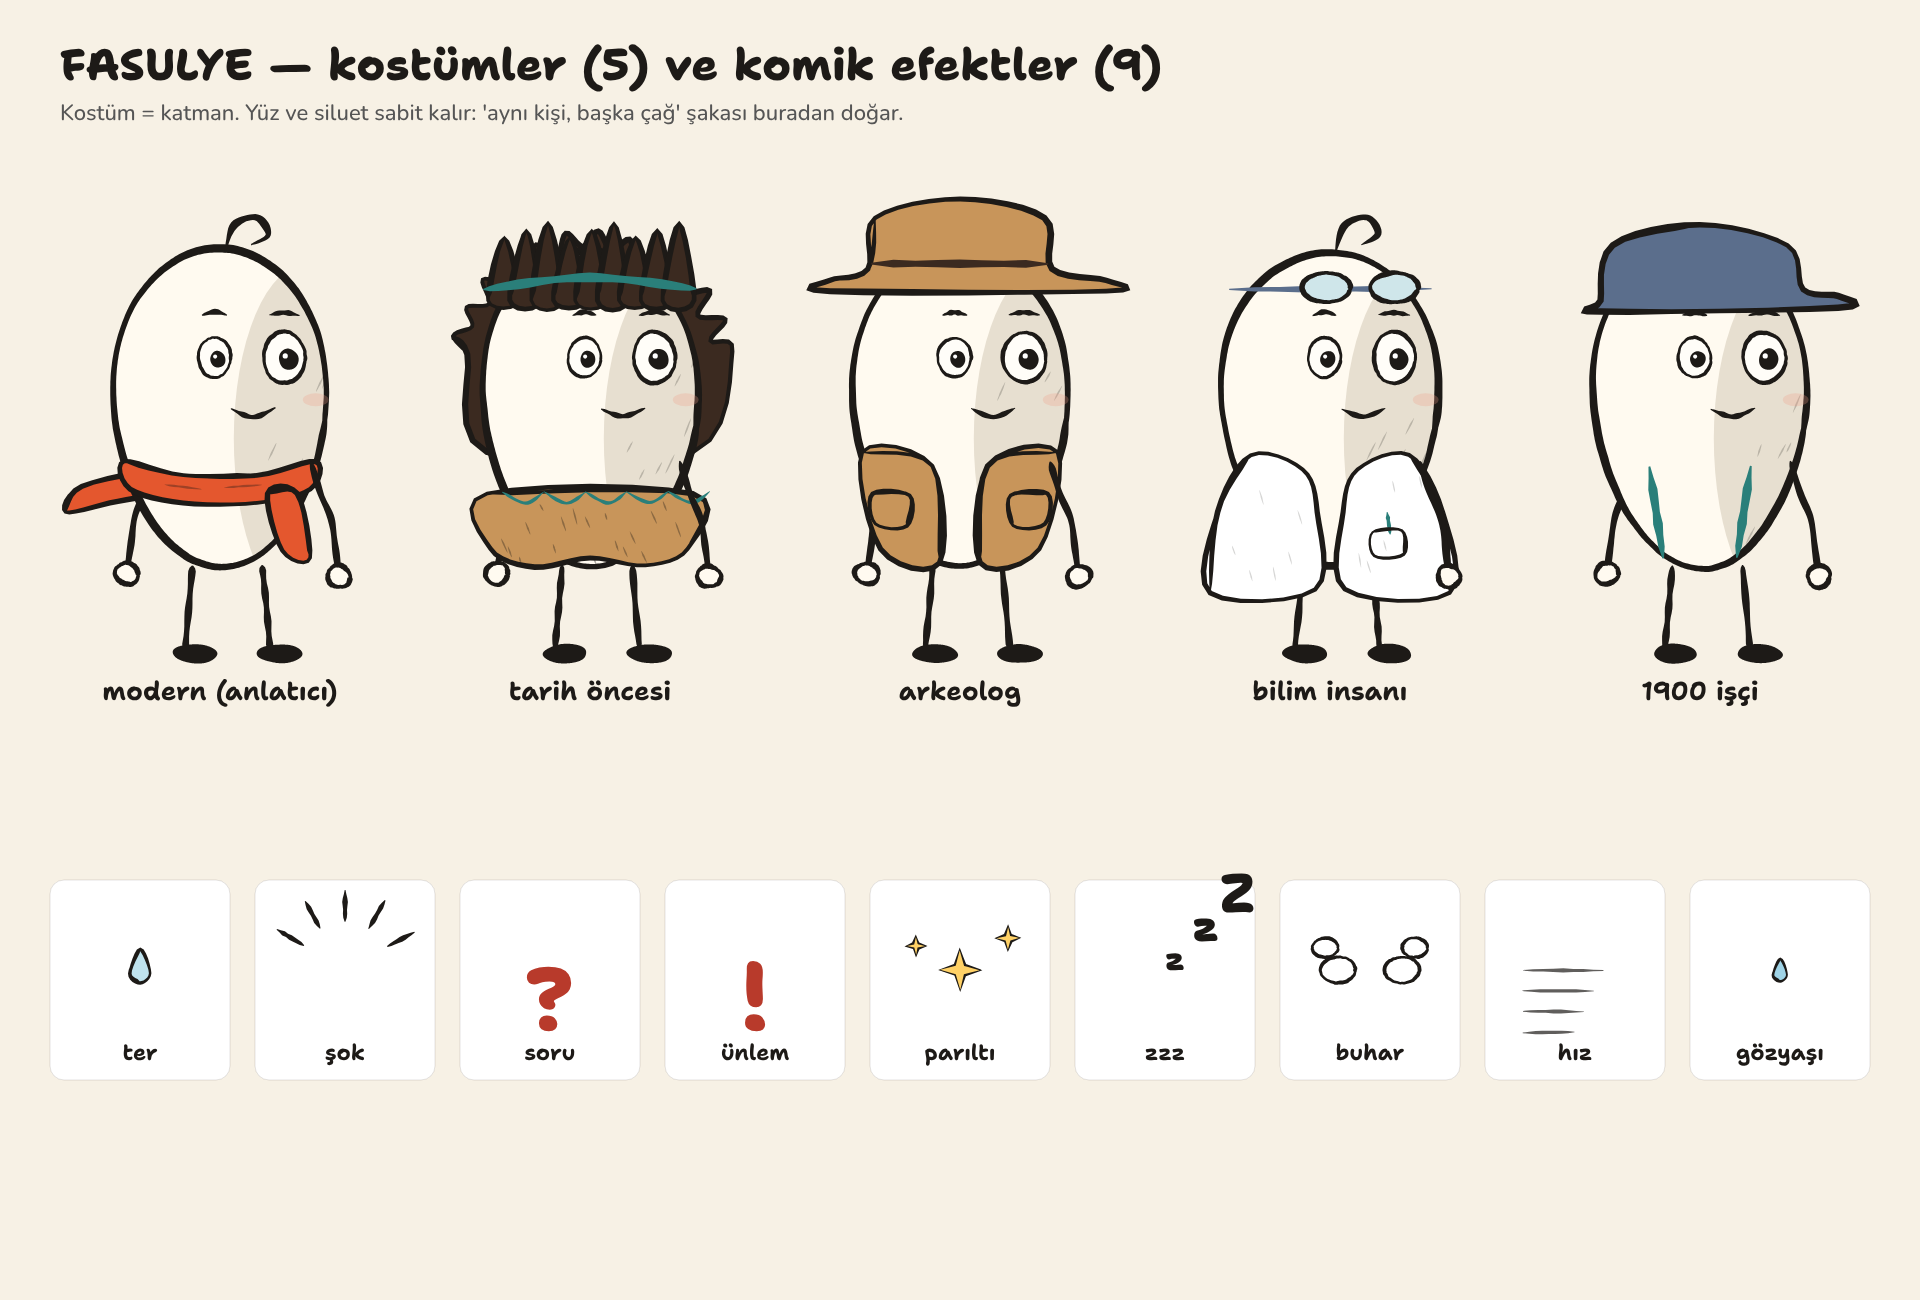 FASULYE — kostümler (5) ve komik efektler (9)
Kostüm = katman. Yüz ve siluet sabit kalır: 'aynı kişi, başka çağ' şakası buradan doğar.
modern (anlatıcı)
tarih öncesi
arkeolog
bilim insanı
1900 işçi
z z z
? !
ter
şok
soru
ünlem
parıltı
zzz
buhar
hız
gözyaşı